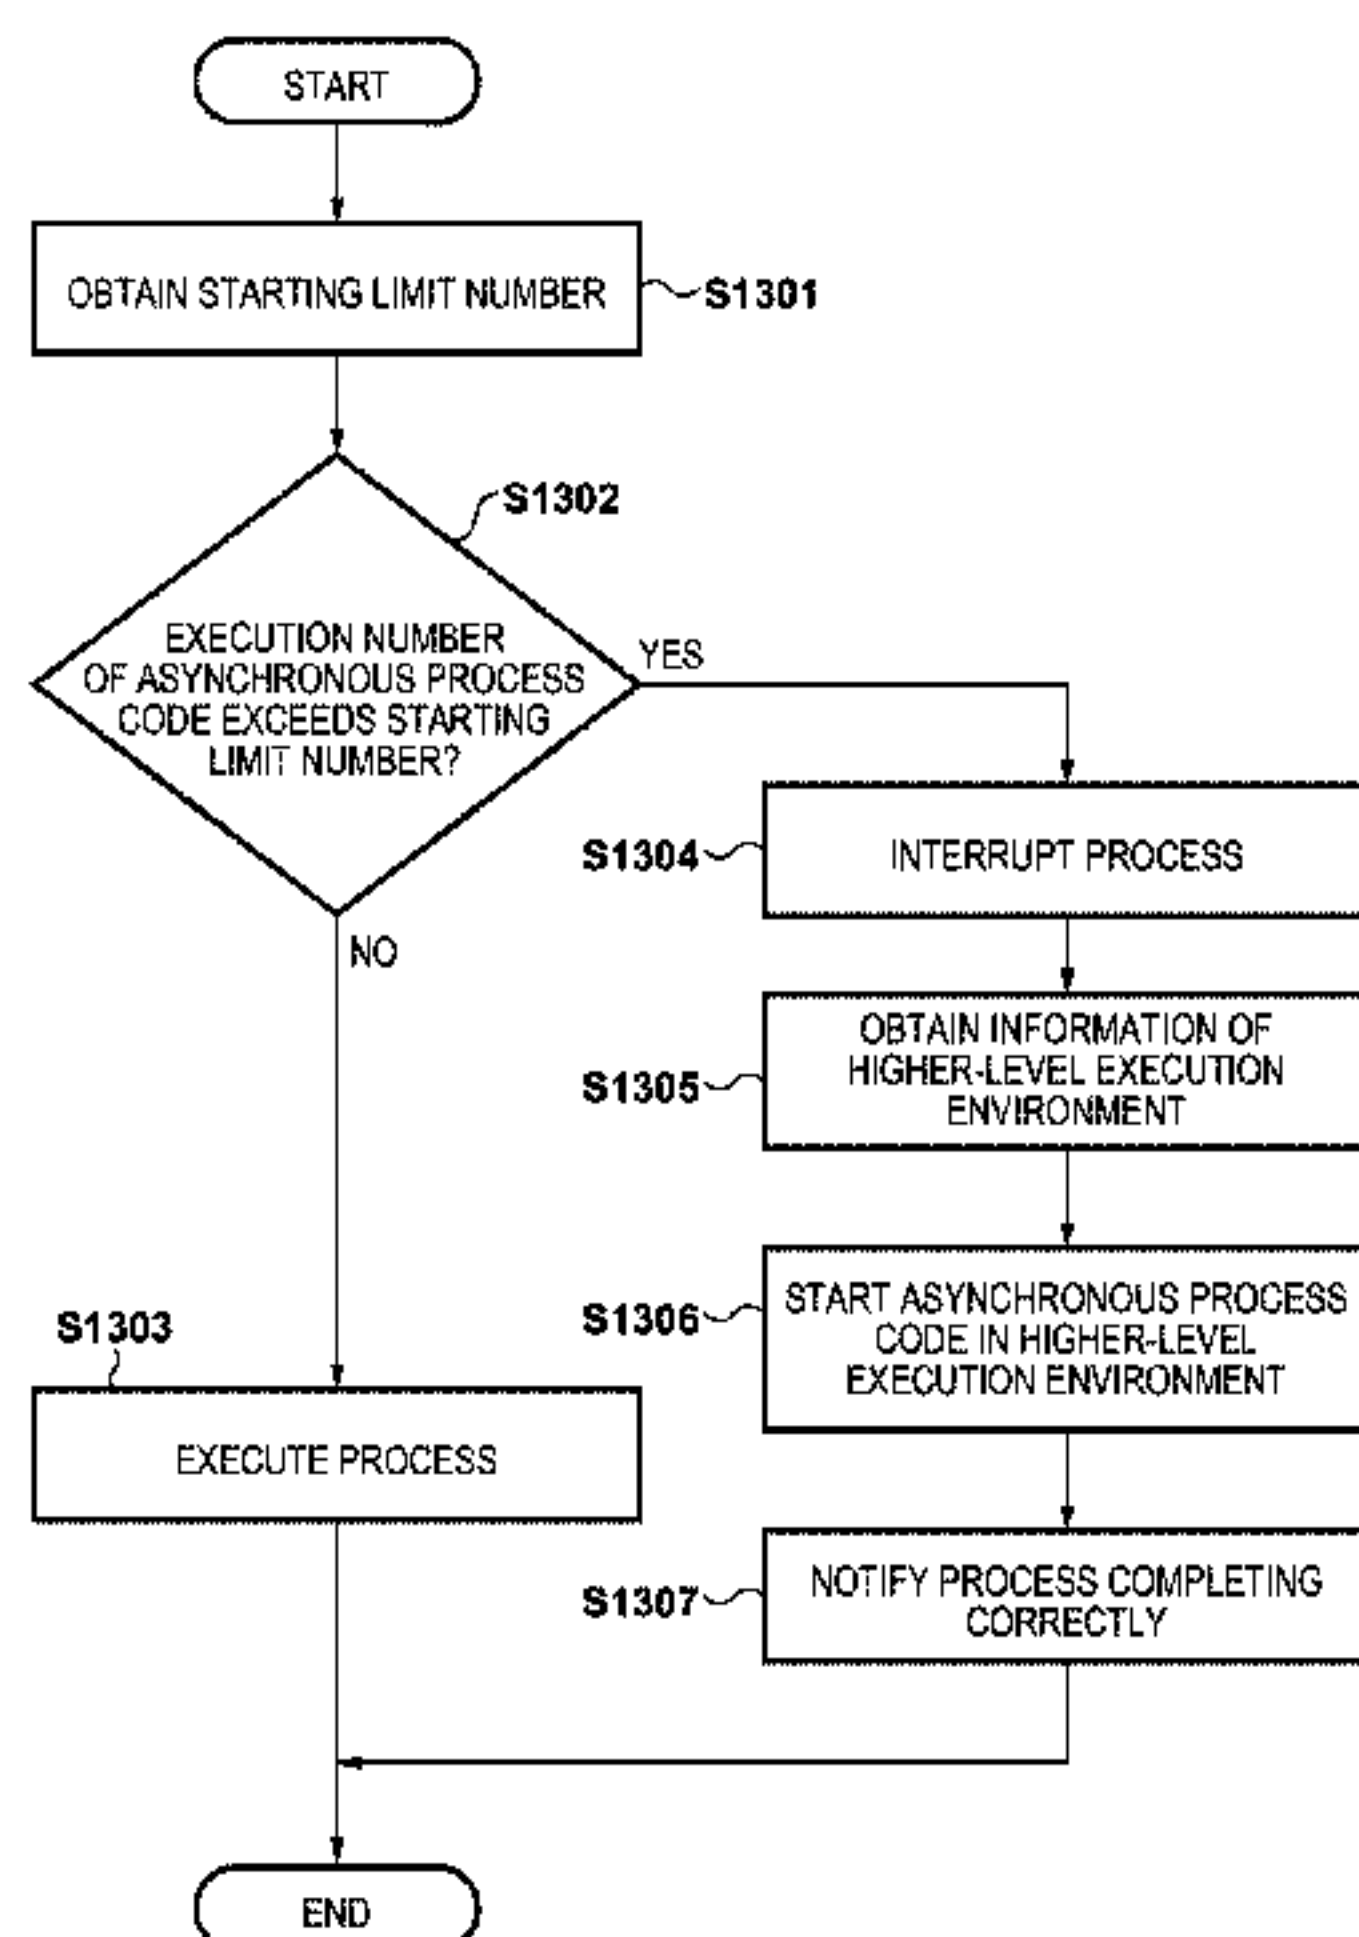 START
OBTAIN STARTING LIMIT NUMBER
S1301
S1302
EXECUTION NUMBER
OF ASYNCHRONOUS PROCESS
CODE EXCEEDS STARTING
LIMIT NUMBER?
YES
NO
S1304
INTERRUPT PROCESS
S1305
OBTAIN INFORMATION OF
HIGHER-LEVEL EXECUTION
ENVIRONMENT
S1306
START ASYNCHRONOUS PROCESS
CODE IN HIGHER-LEVEL
EXECUTION ENVIRONMENT
S1303
EXECUTE PROCESS
S1307
NOTIFY PROCESS COMPLETING
CORRECTLY
END